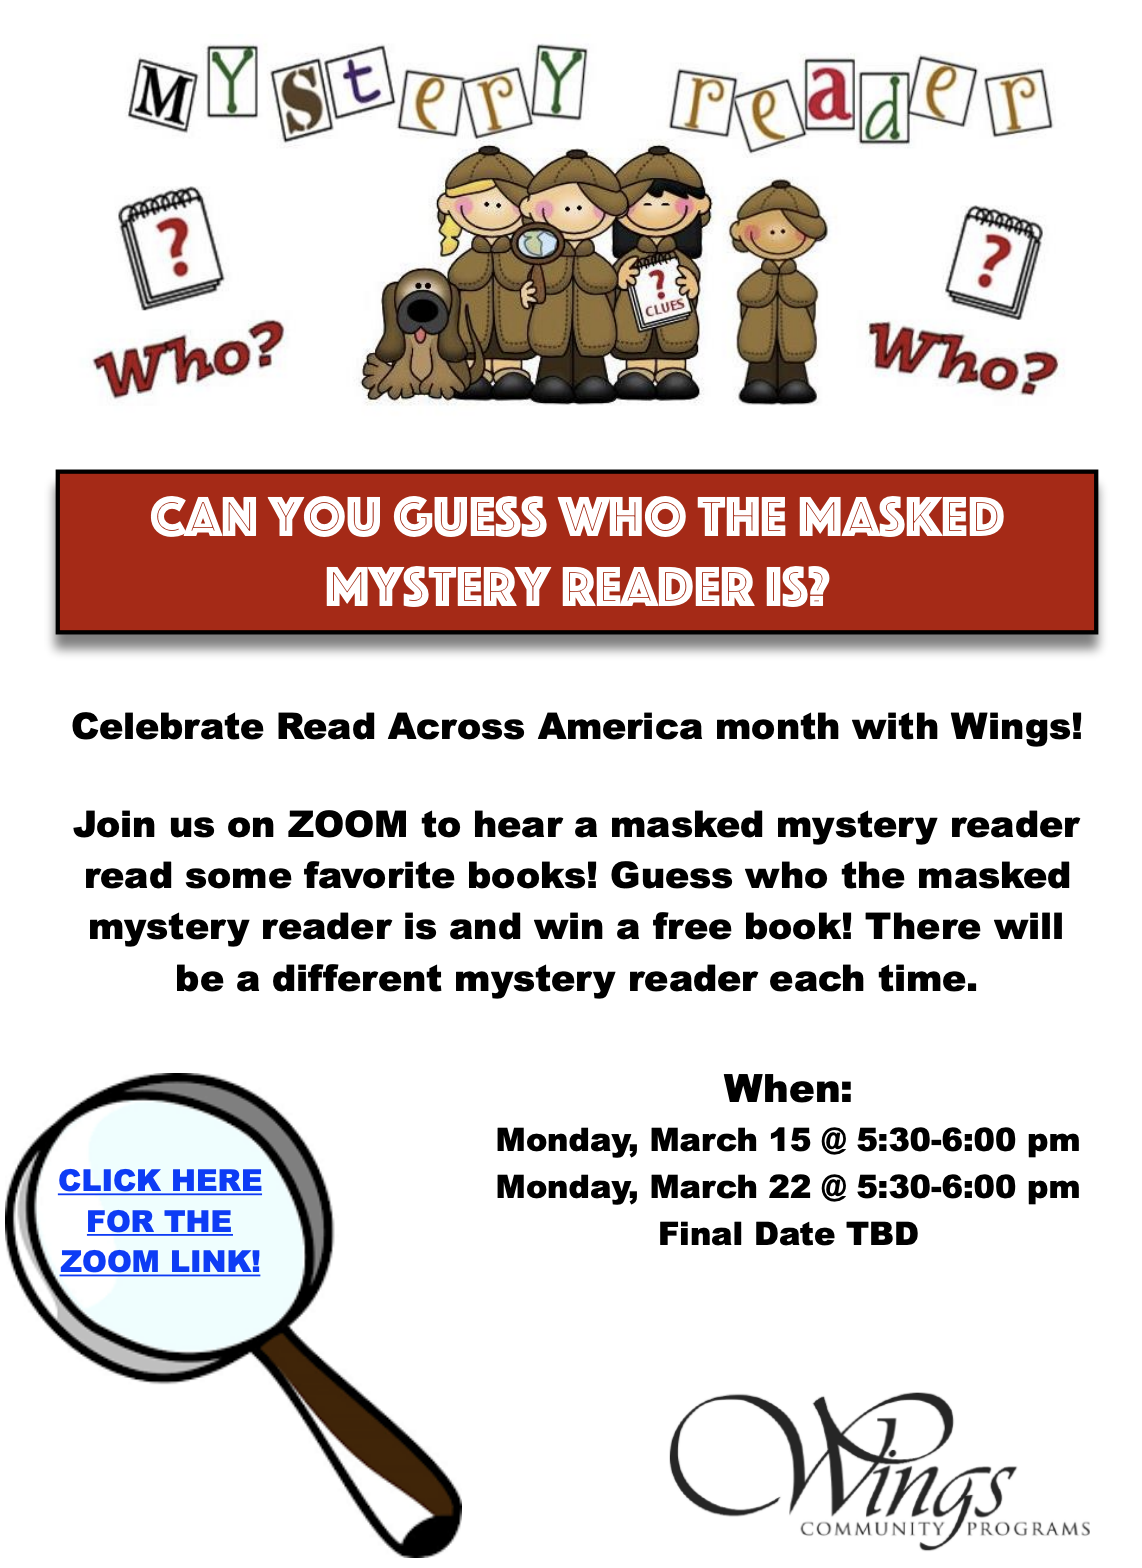 MYSterY reader
?
Who?
?
CLUES
?
Who?
CAN YOU GUESS WHO THE MASKED
MYSTERY READER IS?
Celebrate Read Across America month with Wings!
Join us on ZOOM to hear a masked mystery reader
read some favorite books! Guess who the masked
mystery reader is and win a free book! There will
be a different mystery reader each time.
When:
Monday, March 15 @ 5:30-6:00 pm
Monday, March 22 @ 5:30-6:00 pm
Final Date TBD
CLICK HERE
FOR THE
ZOOM LINK!
Wings
COMMUNITY PROGRAMS